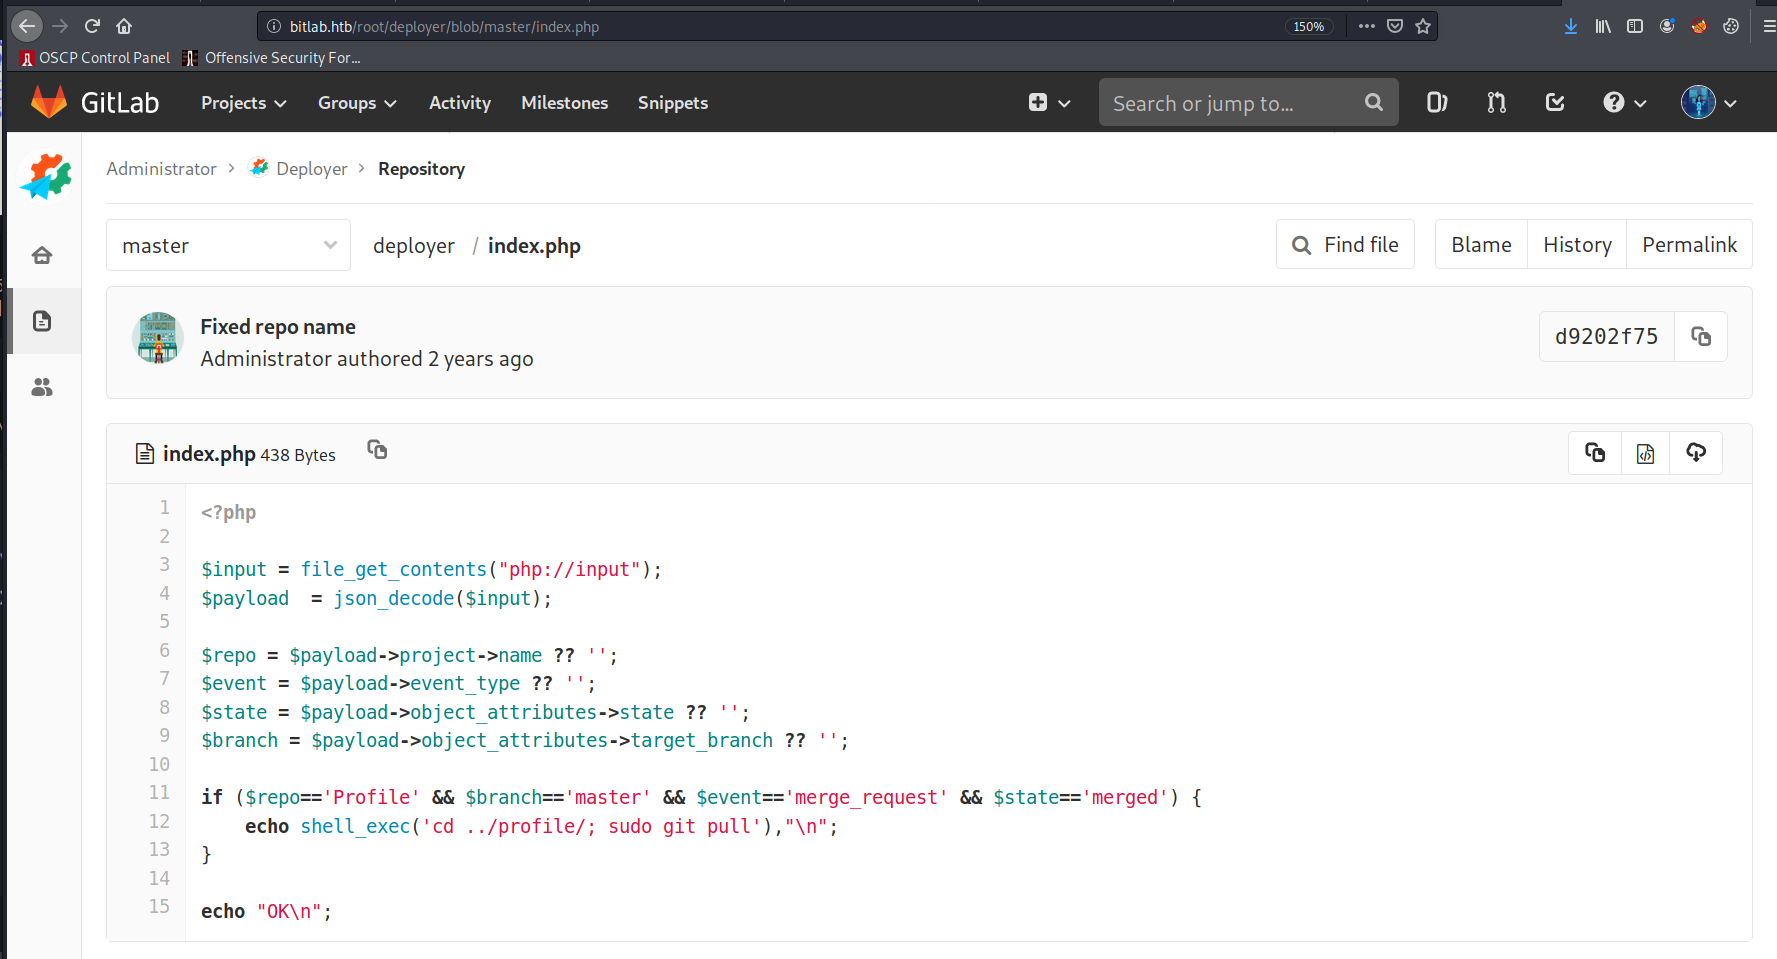 bitlab.htb/root/deployer/blob/master/index.php 150%
OSCP Control Panel Offensive Security For...
GitLab Projects Groups Activity Milestones Snippets Search or jump to...
Administrator > Deployer > Repository
master deployer / index.php Find file Blame History Permalink
Fixed repo name
Administrator authored 2 years ago
d9202f75
index.php 438 Bytes
1 <?php
2
3 $input = file_get_contents("php://input");
4 $payload  = json_decode($input);
5
6 $repo = $payload->project->name ?? '';
7 $event = $payload->event_type ?? '';
8 $state = $payload->object_attributes->state ?? '';
9 $branch = $payload->object_attributes->target_branch ?? '';
10
11 if ($repo=='Profile' && $branch=='master' && $event=='merge_request' && $state=='merged') {
12     echo shell_exec('cd ../profile/; sudo git pull'),"\n";
13 }
14
15 echo "OK\n";